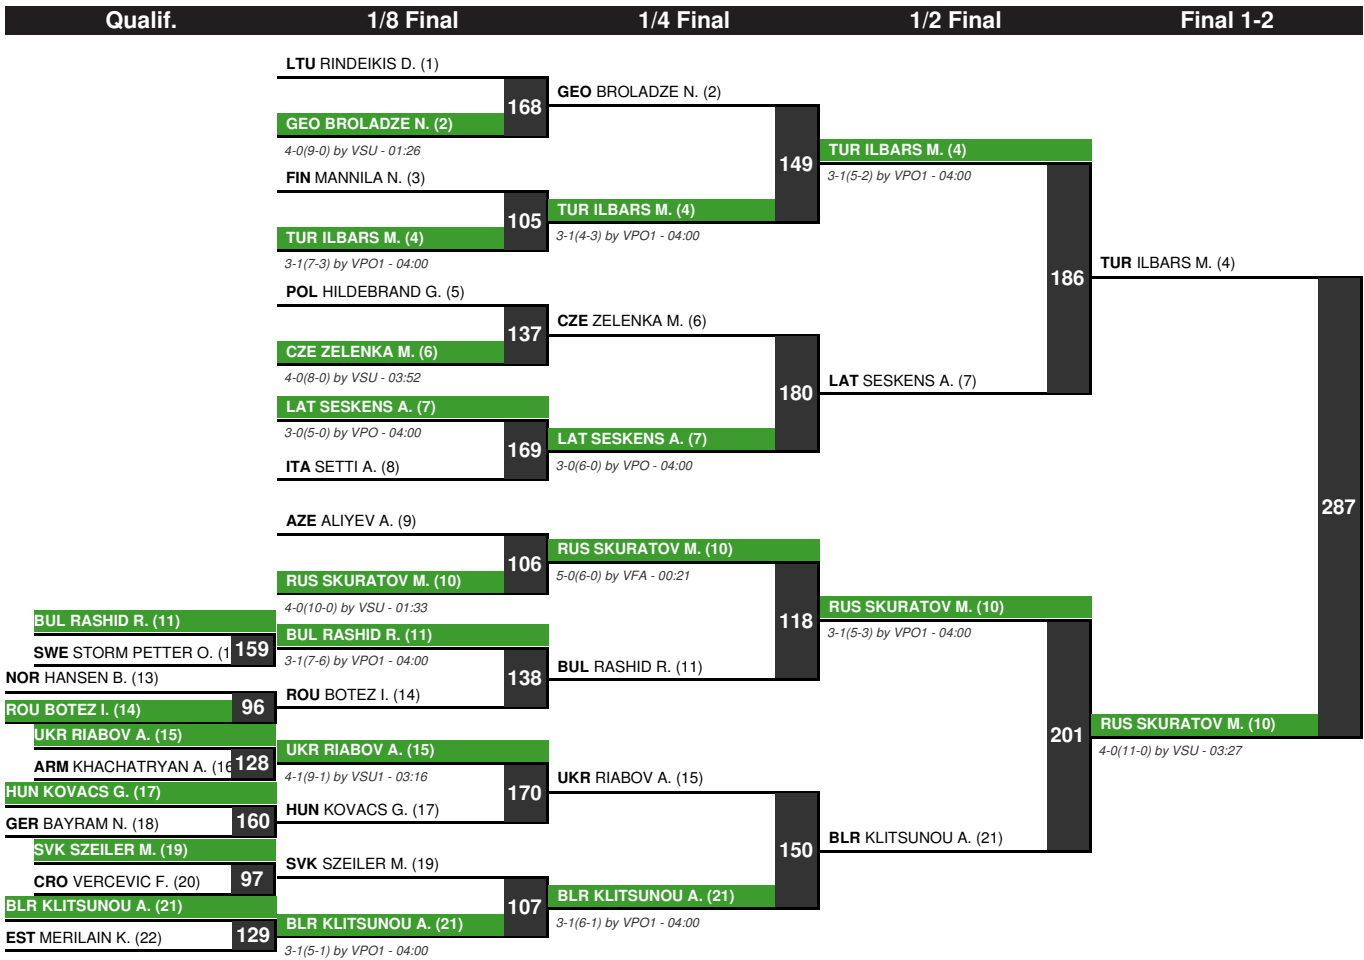 Qualif. 1/8 Final 1/4 Final 1/2 Final Final 1-2
LTU RINDEIKIS D. (1)
168
GEO BROLADZE N. (2)
4-0(9-0) by VSU - 01:26
FIN MANNILA N. (3)
105
TUR ILBARS M. (4)
3-1(7-3) by VPO1 - 04:00
POL HILDEBRAND G. (5)
137
CZE ZELENKA M. (6)
4-0(8-0) by VSU - 03:52
LAT SESKENS A. (7)
3-0(5-0) by VPO - 04:00
169
ITA SETTI A. (8)
AZE ALIYEV A. (9)
106
RUS SKURATOV M. (10)
4-0(10-0) by VSU - 01:33
BUL RASHID R. (11)
SWE STORM PETTER O. (1
159
NOR HANSEN B. (13)
96
ROU BOTEZ I. (14)
UKR RIABOV A. (15)
ARM KHACHATRYAN A. (16
128
HUN KOVACS G. (17)
160
GER BAYRAM N. (18)
SVK SZEILER M. (19)
CRO VERCEVIC F. (20)
97
BLR KLITSUNOU A. (21)
EST MERILAIN K. (22)
129
BUL RASHID R. (11)
3-1(7-6) by VPO1 - 04:00
138
ROU BOTEZ I. (14)
UKR RIABOV A. (15)
4-1(9-1) by VSU1 - 03:16
170
HUN KOVACS G. (17)
SVK SZEILER M. (19)
107
BLR KLITSUNOU A. (21)
3-1(5-1) by VPO1 - 04:00
GEO BROLADZE N. (2)
149
TUR ILBARS M. (4)
3-1(4-3) by VPO1 - 04:00
CZE ZELENKA M. (6)
180
LAT SESKENS A. (7)
3-0(6-0) by VPO - 04:00
RUS SKURATOV M. (10)
5-0(6-0) by VFA - 00:21
118
BUL RASHID R. (11)
UKR RIABOV A. (15)
150
BLR KLITSUNOU A. (21)
3-1(6-1) by VPO1 - 04:00
TUR ILBARS M. (4)
3-1(5-2) by VPO1 - 04:00
186
LAT SESKENS A. (7)
RUS SKURATOV M. (10)
3-1(5-3) by VPO1 - 04:00
201
BLR KLITSUNOU A. (21)
TUR ILBARS M. (4)
287
RUS SKURATOV M. (10)
4-0(11-0) by VSU - 03:27